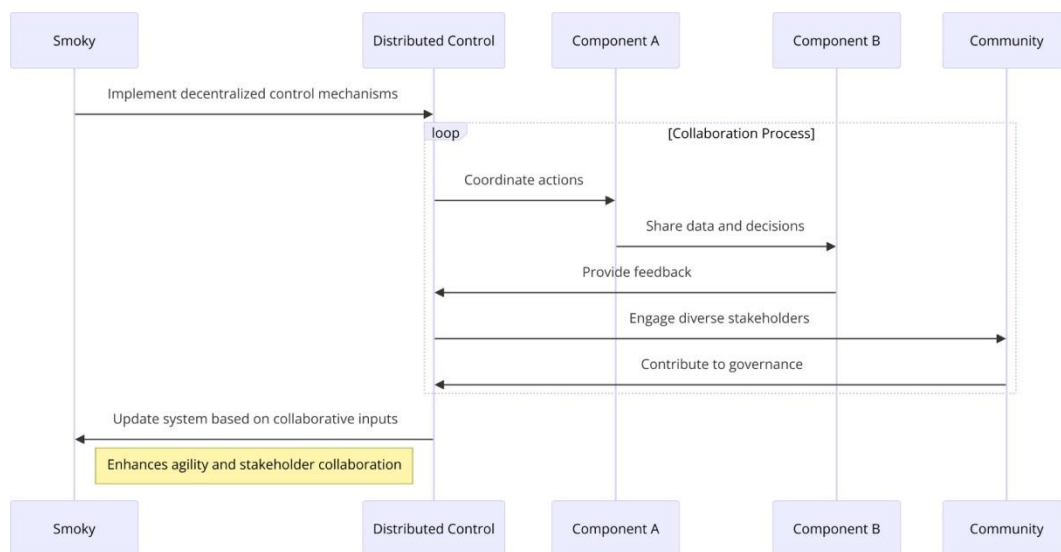 Smoky
Distributed Control
Component A
Component B
Community
Implement decentralized control mechanisms
loop
[Collaboration Process]
Coordinate actions
Share data and decisions
Provide feedback
Engage diverse stakeholders
Contribute to governance
Update system based on collaborative inputs
Enhances agility and stakeholder collaboration
Smoky
Distributed Control
Component A
Component B
Community